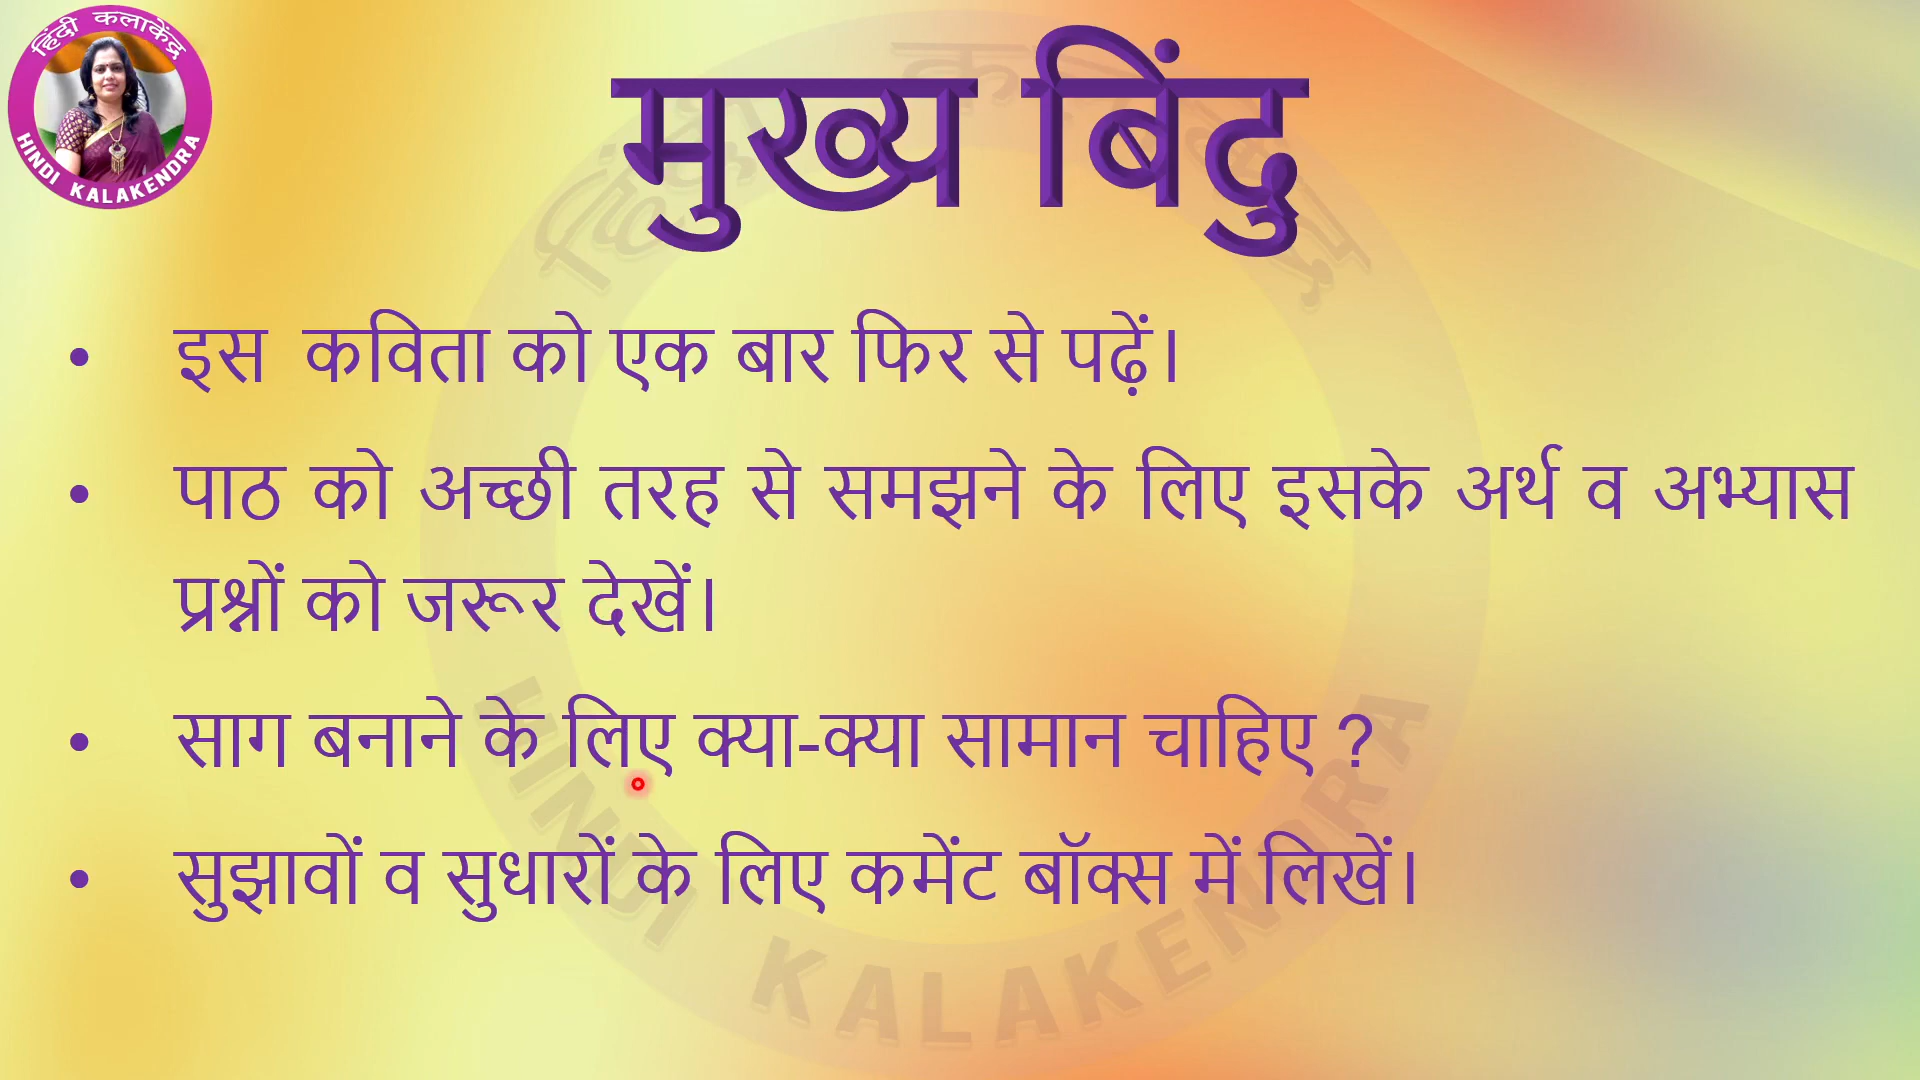 हिंदी कलाकेंद्र
HINDI KALAKENDRA
मुख्य बिंदु
• इस कविता को एक बार फिर से पढ़ें।
• पाठ को अच्छी तरह से समझने के लिए इसके अर्थ व अभ्यास
प्रश्नों को जरूर देखें।
• साग बनाने के लिए क्या-क्या सामान चाहिए ?
• सुझावों व सुधारों के लिए कमेंट बॉक्स में लिखें।
हिंदी कलाकेंद्र
HINDI KALAKENDRA